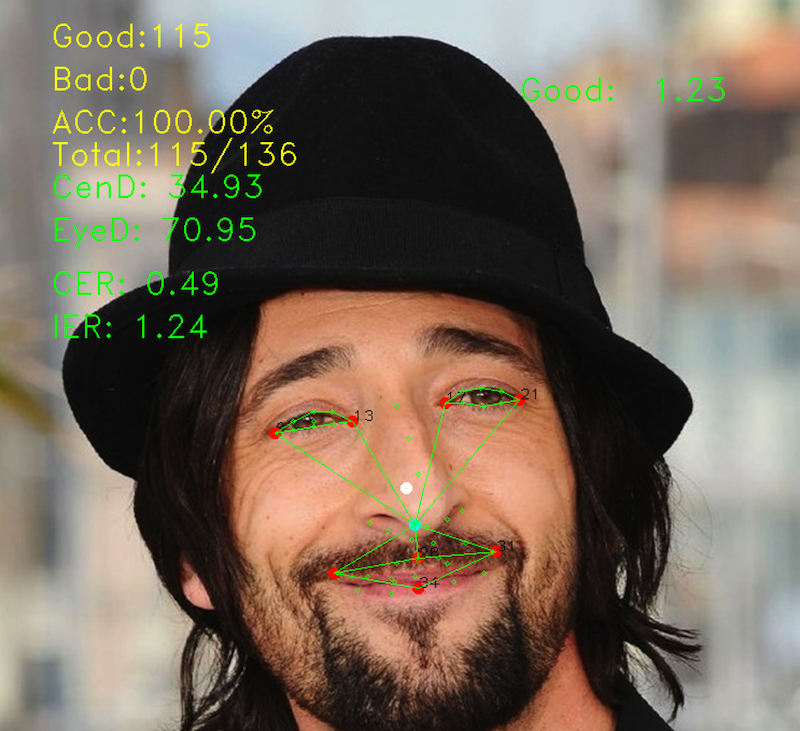 Good:115
Bad:0
Good: 1.23
ACC:100.00%
Total:115/136
CenD: 34.93
EyeD: 70.95
CER: 0.49
IER: 1.24
17
21
13
31
28
34